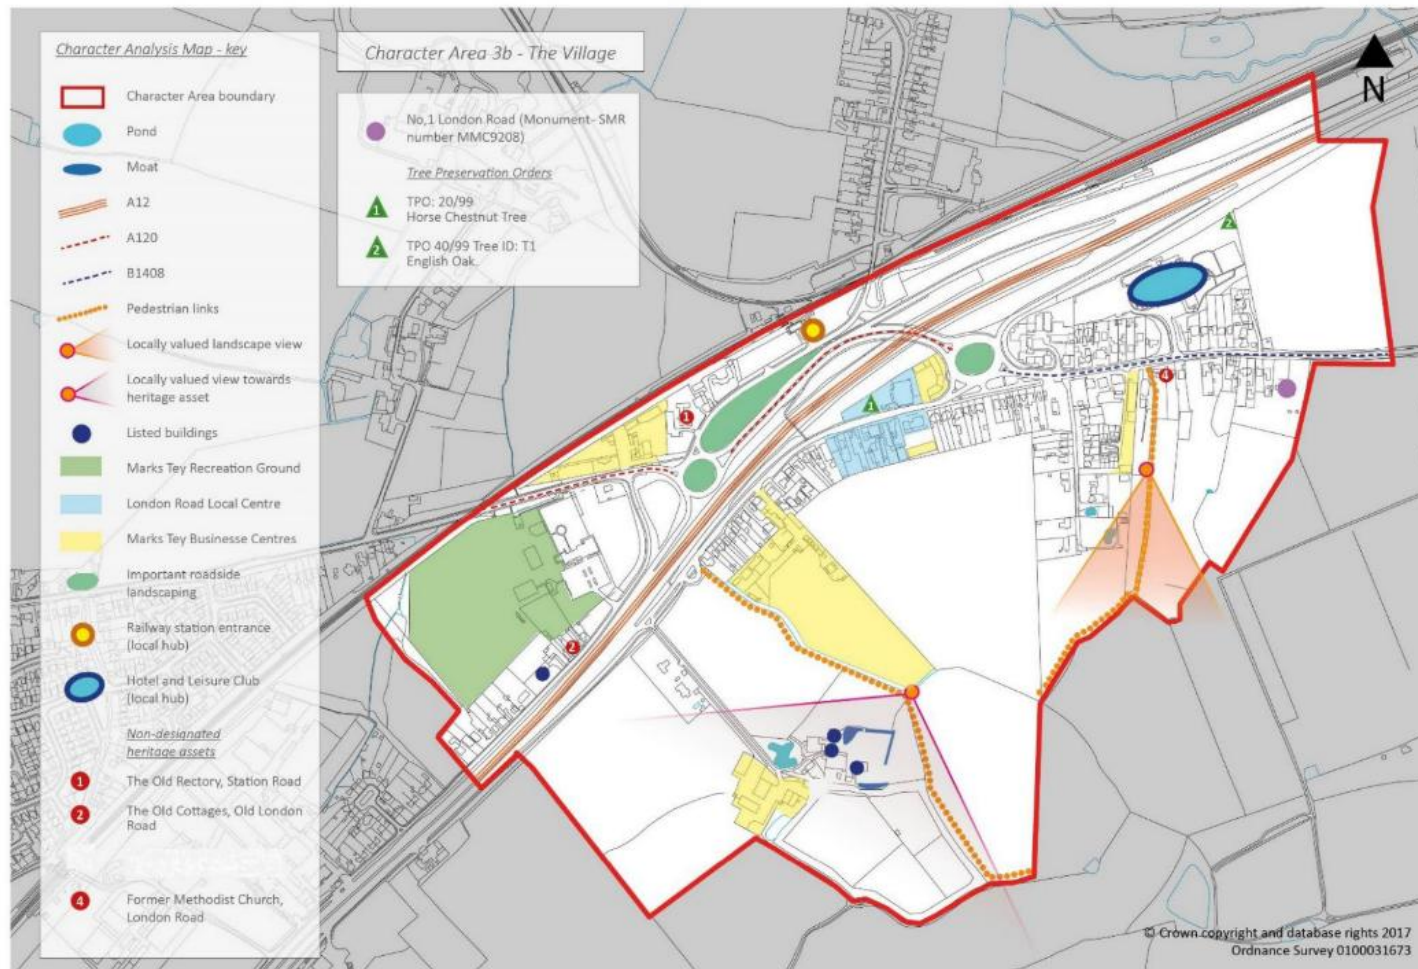 Character Analysis Map - key
Character Area boundary
Pond
Moat
A12
A120
B1408
Pedestrian links
Locally valued landscape view
Locally valued view towards
heritage asset
Listed buildings
Marks Tey Recreation Ground
London Road Local Centre
Marks Tey Businesse Centres
Important roadside
landscaping
Railway station entrance
(local hub)
Hotel and Leisure Club
(local hub)
Non-designated
heritage assets
1 The Old Rectory, Station Road
2 The Old Cottages, Old London
Road
4 Former Methodist Church,
London Road
Character Area 3b - The Village
No,1 London Road (Monument- SMR
number MMC9208)
Tree Preservation Orders
1 TPO: 20/99
Horse Chestnut Tree
2 TPO 40/99 Tree ID: T1
English Oak.
N
2
4
1
1
2
© Crown copyright and database rights 2017
Ordnance Survey 0100031673